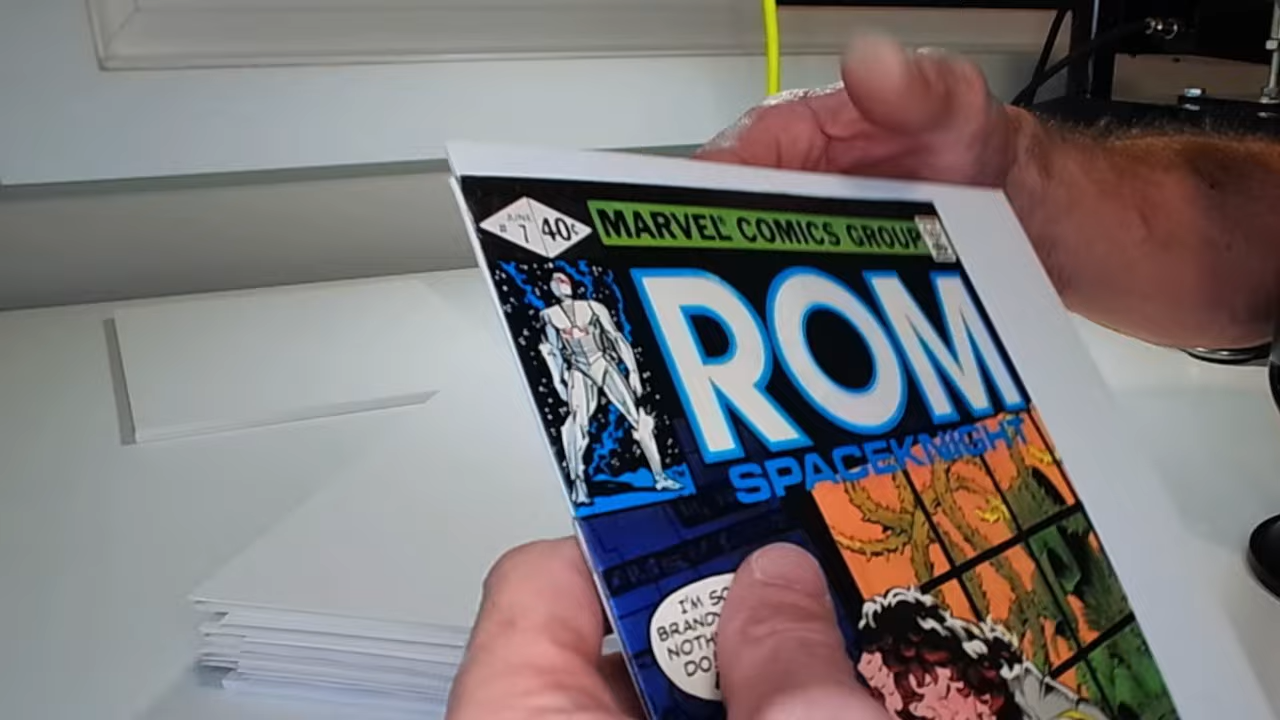 JUNE
# 7 40¢
MARVEL COMICS GROUP
ROM
SPACEKNIGHT
I'M SO
BRAND
NOTH
DO